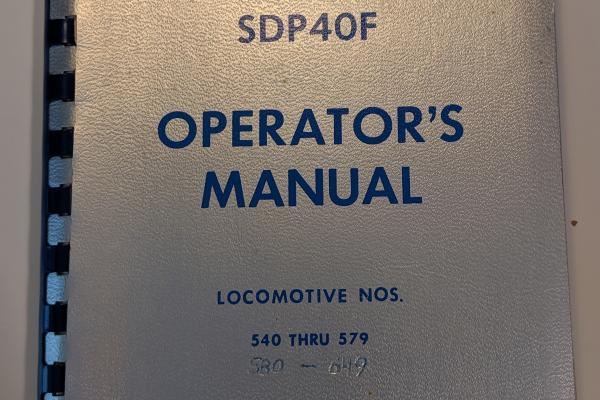 SDP40F
OPERATOR'S
MANUAL
LOCOMOTIVE NOS.
540 THRU 579
580 — 649